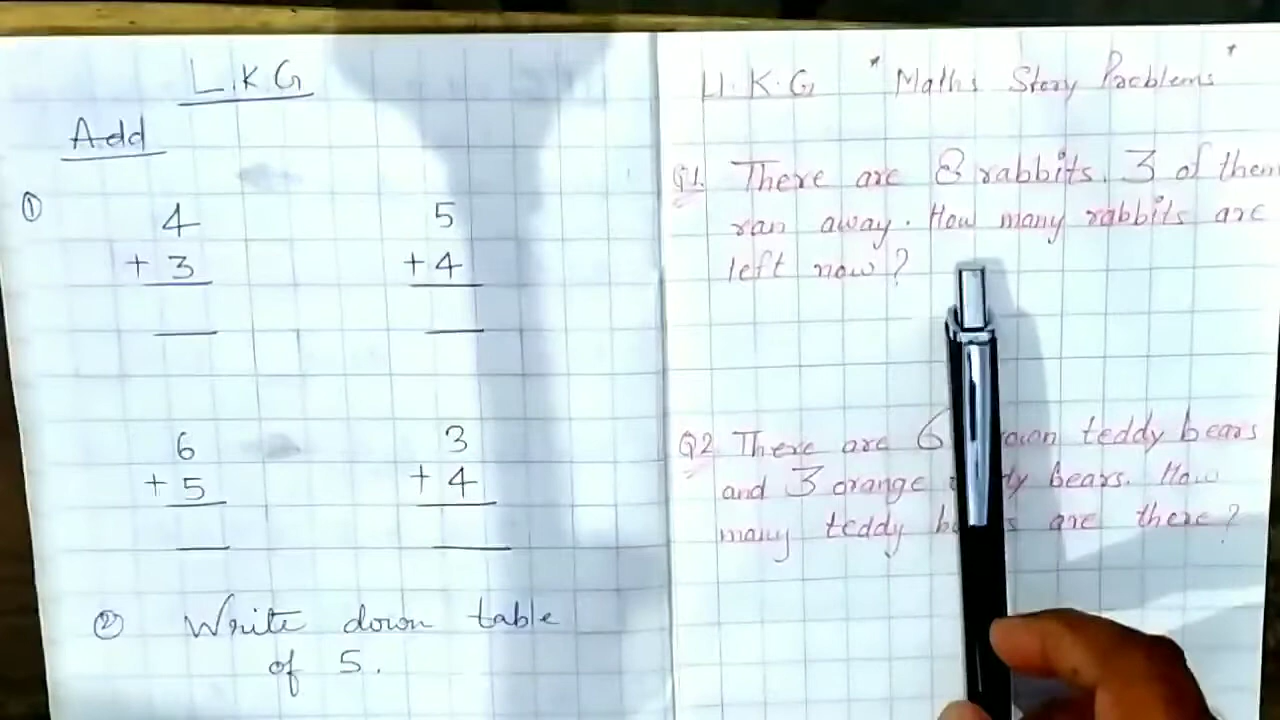 L.K.G
Add
① 4 5
+ 3 + 4
6 3
+ 5 + 4
② Write down table
of 5.
U.K.G "Maths Story Problems"
Q1. There are 8 rabbits. 3 of them
ran away. How many rabbits are
left now?
Q2 There are 6 teddy bears
and 3 orange bears. How
many teddy are there?